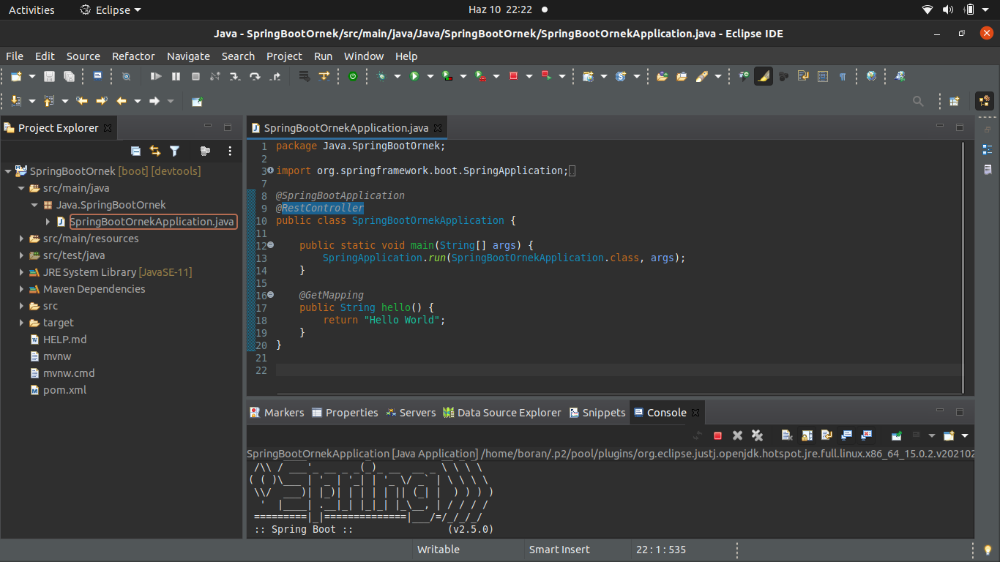 Activities Eclipse Haz 10 22:22
Java - SpringBootOrnek/src/main/java/Java/SpringBootOrnek/SpringBootOrnekApplication.java - Eclipse IDE
File Edit Source Refactor Navigate Search Project Run Window Help
Project Explorer
SpringBootOrnek [boot] [devtools]
src/main/java
Java.SpringBootOrnek
SpringBootOrnekApplication.java
src/main/resources
src/test/java
JRE System Library [JavaSE-11]
Maven Dependencies
src
target
HELP.md
mvnw
mvnw.cmd
pom.xml
SpringBootOrnekApplication.java
1 package Java.SpringBootOrnek;
2
3 import org.springframework.boot.SpringApplication;
7
8 @SpringBootApplication
9 @RestController
10 public class SpringBootOrnekApplication {
11
12 public static void main(String[] args) {
13 SpringApplication.run(SpringBootOrnekApplication.class, args);
14 }
15
16 @GetMapping
17 public String hello() {
18 return "Hello World";
19 }
20 }
21
22
Markers Properties Servers Data Source Explorer Snippets Console
SpringBootOrnekApplication [Java Application] /home/boran/.p2/pool/plugins/org.eclipse.justj.openjdk.hotspot.jre.full.linux.x86_64_15.0.2.v202102
 /\\ / ___'_ __ _ _(_)_ __  __ _ \ \ \ \
( ( )\___ | '_ | '_| | '_ \/ _` | \ \ \ \
 \\/  ___)| |_)| | | | | || (_| |  ) ) ) )
  '  |____| .__|_| |_|_| |_\__, | / / / /
 =========|_|==============|___/=/_/_/_/
 :: Spring Boot ::                (v2.5.0)
Writable Smart Insert 22 : 1 : 535